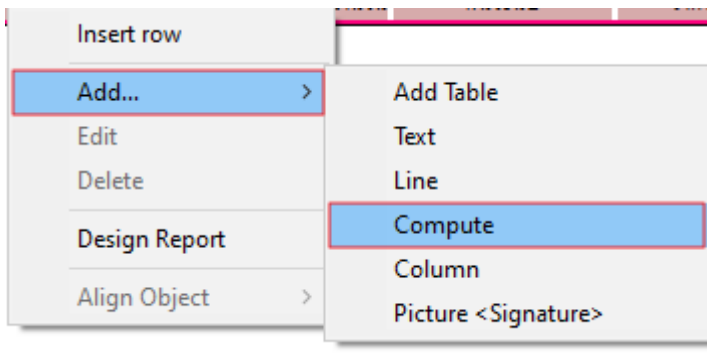 Insert row
Add...
Edit
Delete
Design Report
Align Object
Add Table
Text
Line
Compute
Column
Picture <Signature>